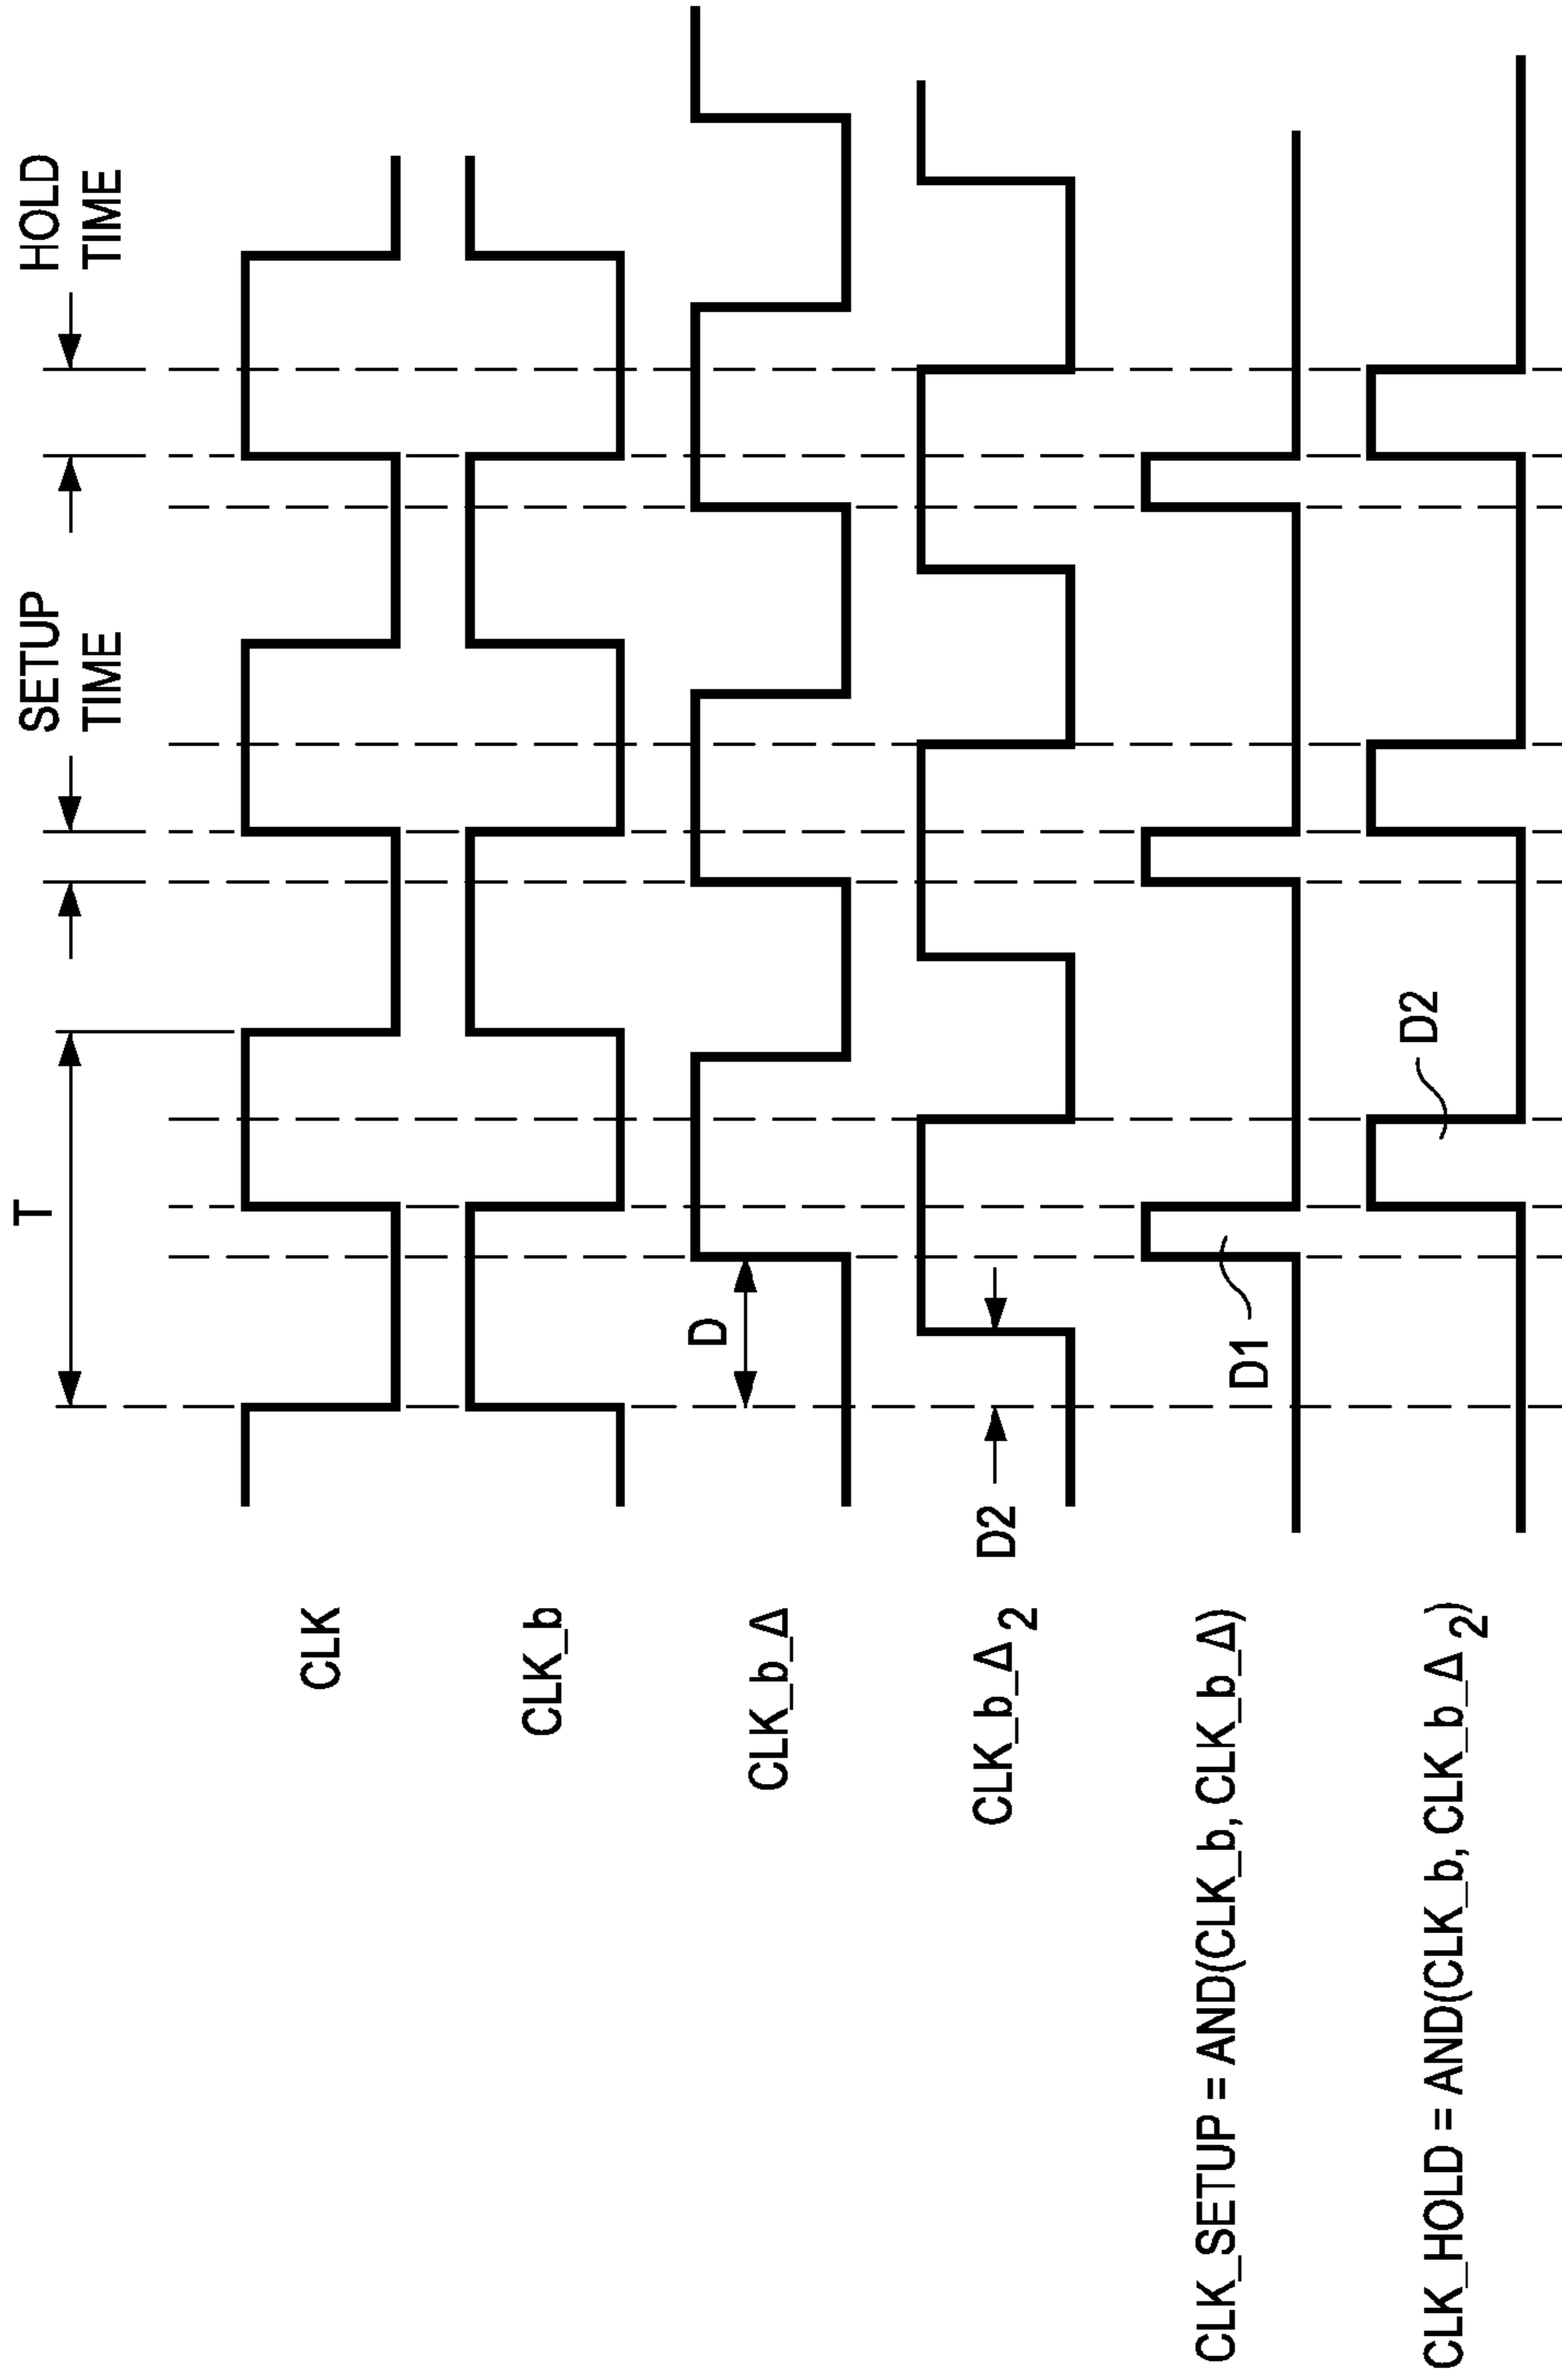 T
SETUP
TIME
HOLD
TIME
CLK
CLK_b
CLK_b_Δ
D
CLK_b_Δ2
D2
CLK_SETUP = AND(CLK_b, CLK_b_Δ)
D1
CLK_HOLD = AND(CLK_b, CLK_b_Δ2)
D2